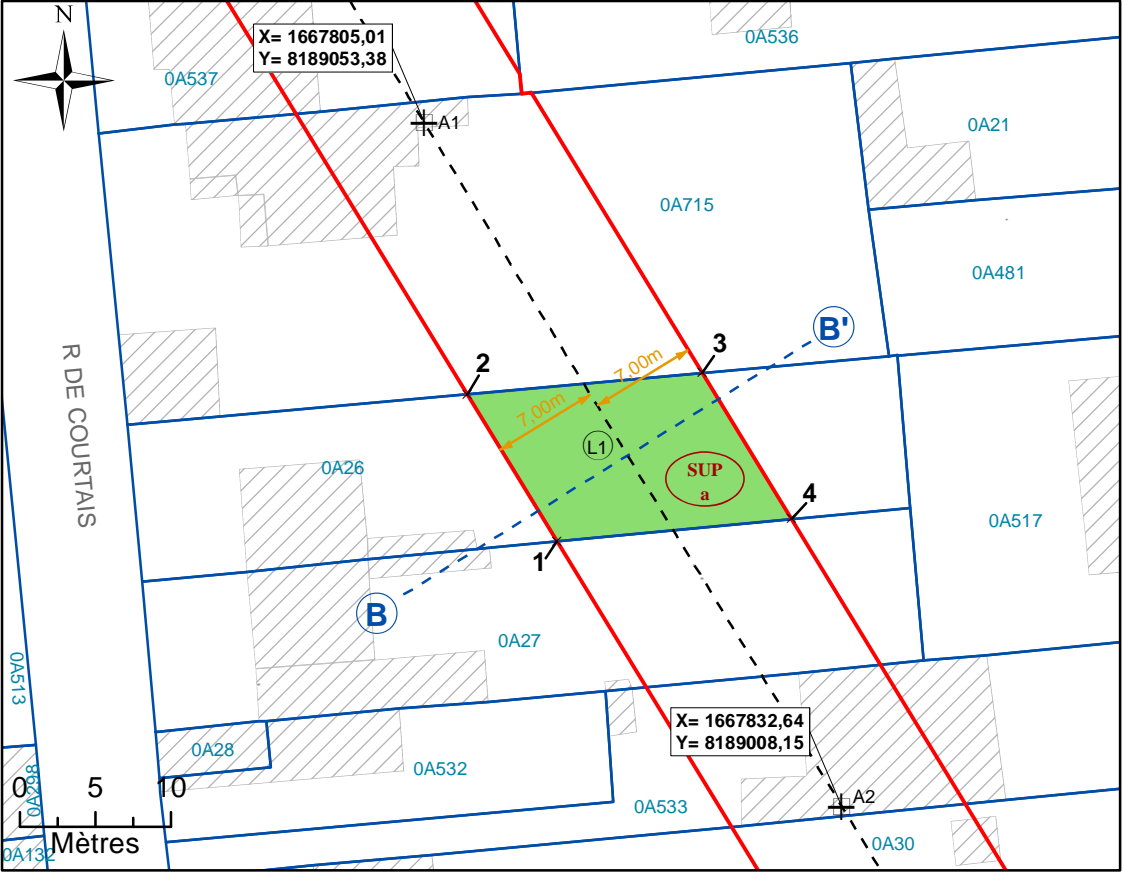 N
X= 1667805,01
Y= 8189053,38
0A536
0A537
A1
0A21
0A715
0A481
B'
3
2
7,00m
7,00m
R DE COURTAIS
L1
0A26
SUP
a
4
0A517
1
B
0A27
0A513
X= 1667832,64
Y= 8189008,15
0A28
0A532
0A298
0 5 10
Mètres
0A533
A2
0A30
0A132